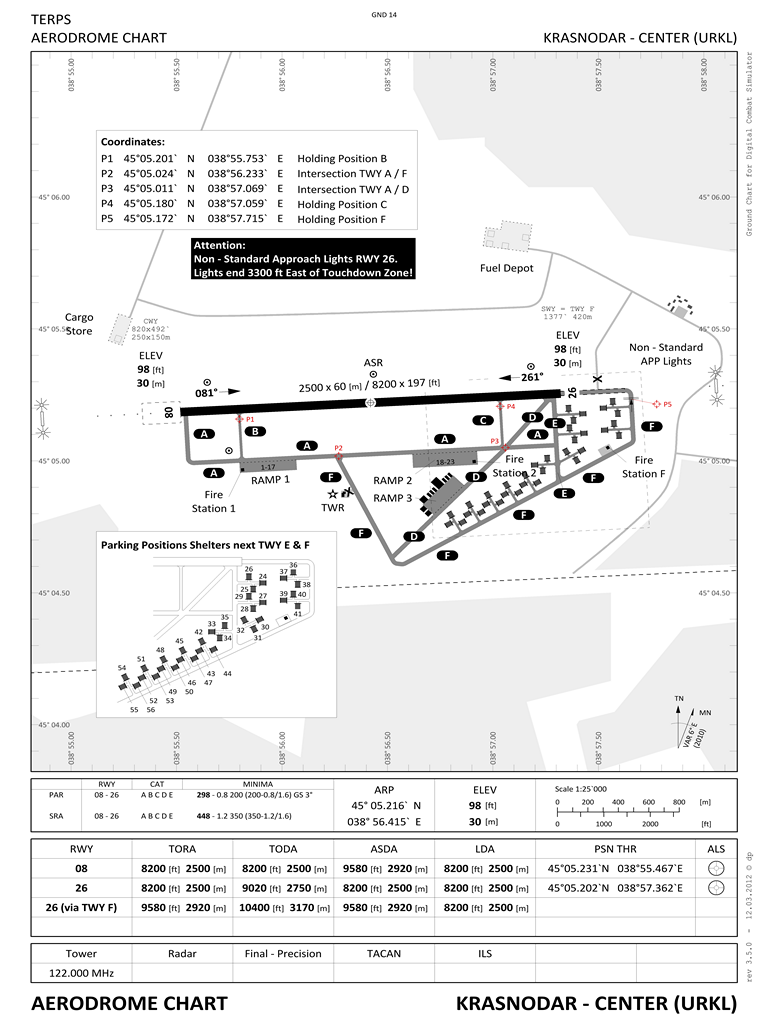 TERPS
GND 14
AERODROME CHART
KRASNODAR - CENTER (URKL)
038° 55.00
038° 55.50
038° 56.00
038° 56.50
038° 57.00
038° 57.50
038° 58.00
Ground Chart for Digital Combat Simulator
Coordinates:
P1 45°05.201` N 038°55.753` E Holding Position B
P2 45°05.024` N 038°56.233` E Intersection TWY A / F
P3 45°05.011` N 038°57.069` E Intersection TWY A / D
P4 45°05.180` N 038°57.059` E Holding Position C
P5 45°05.172` N 038°57.715` E Holding Position F
45° 06.00
45° 06.00
Attention:
Non - Standard Approach Lights RWY 26.
Lights end 3300 ft East of Touchdown Zone!
Fuel Depot
Cargo
Store
45° 05.50
45° 05.50
CWY
820x492`
250x150m
SWY = TWY F
1377` 420m
ELEV
98 [ft]
30 [m]
ELEV
98 [ft]
30 [m]
Non - Standard
APP Lights
ASR
081°
2500 x 60 [m] / 8200 x 197 [ft]
261°
08
26
X
P1
P4
P5
A
B
A
C
D
E
F
A
A
P2
P3
A
45° 05.00
45° 05.00
1-17
RAMP 1
18-23
RAMP 2
RAMP 3
D
Fire
Station 2
Fire
Station F
Fire
Station 1
F
TWR
E
F
F
F
D
F
45° 04.50
45° 04.50
Parking Positions Shelters next TWY E & F
36
26
37
24
38
25
29
27
39
40
28
41
35
33
32
30
42
34
31
45
48
51
54
44
43
47
46
50
49
53
52
55
56
45° 04.00
45° 04.00
TN
MN
VAR 6° E
(2010)
038° 55.00
038° 55.50
038° 56.00
038° 56.50
038° 57.00
038° 57.50
038° 58.00
RWY CAT MINIMA
PAR 08 - 26 A B C D E 298 - 0.8 200 (200-0.8/1.6) GS 3°
SRA 08 - 26 A B C D E 448 - 1.2 350 (350-1.2/1.6)
ARP
45° 05.216` N
038° 56.415` E
ELEV
98 [ft]
30 [m]
Scale 1:25`000
0 200 400 600 800 [m]
0 1000 2000 [ft]
RWY TORA TODA ASDA LDA PSN THR ALS
08 8200 [ft] 2500 [m] 8200 [ft] 2500 [m] 9580 [ft] 2920 [m] 8200 [ft] 2500 [m] 45°05.231`N 038°55.467`E
26 8200 [ft] 2500 [m] 9020 [ft] 2750 [m] 8200 [ft] 2500 [m] 8200 [ft] 2500 [m] 45°05.202`N 038°57.362`E
26 (via TWY F) 9580 [ft] 2920 [m] 10400 [ft] 3170 [m] 9580 [ft] 2920 [m] 8200 [ft] 2500 [m]
Tower Radar Final - Precision TACAN ILS
122.000 MHz
rev 3.5.0 - 12.03.2012 © dp
AERODROME CHART
KRASNODAR - CENTER (URKL)